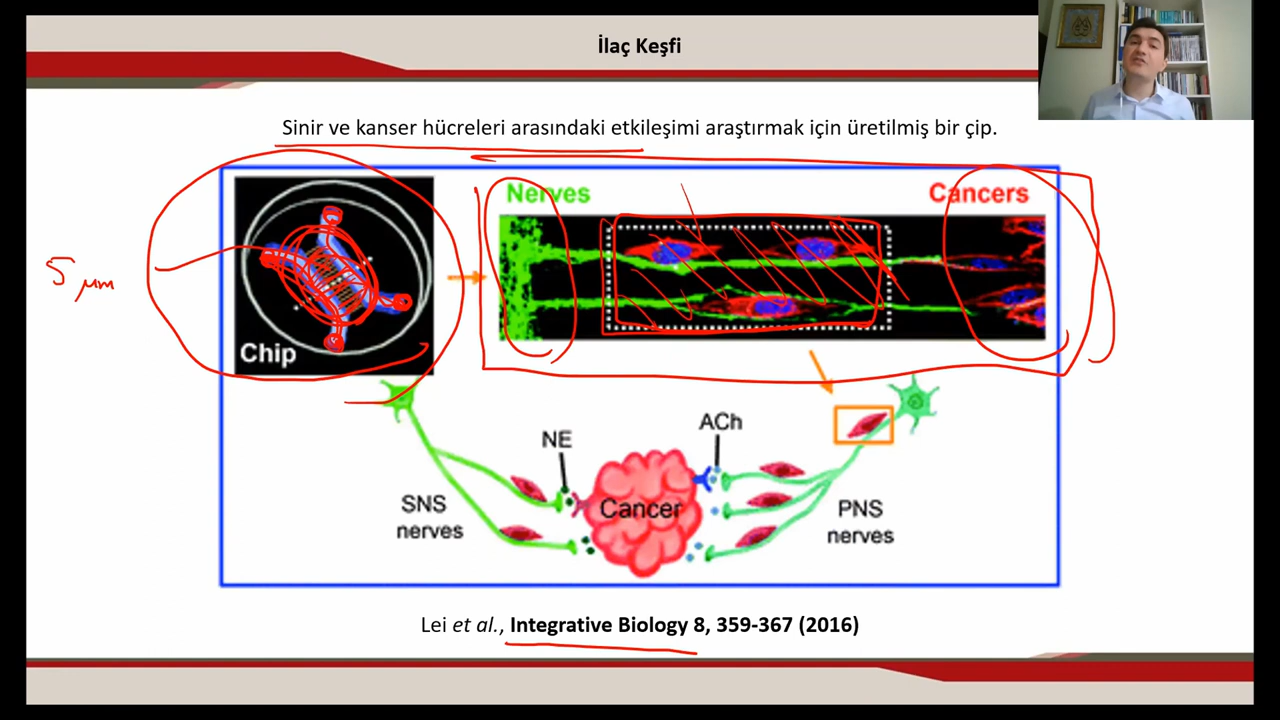 İlaç Keşfi
Sinir ve kanser hücreleri arasındaki etkileşimi araştırmak için üretilmiş bir çip.
Nerves
Cancers
5 μm
Chip
NE
ACh
SNS
nerves
Cancer
PNS
nerves
Lei et al., Integrative Biology 8, 359-367 (2016)